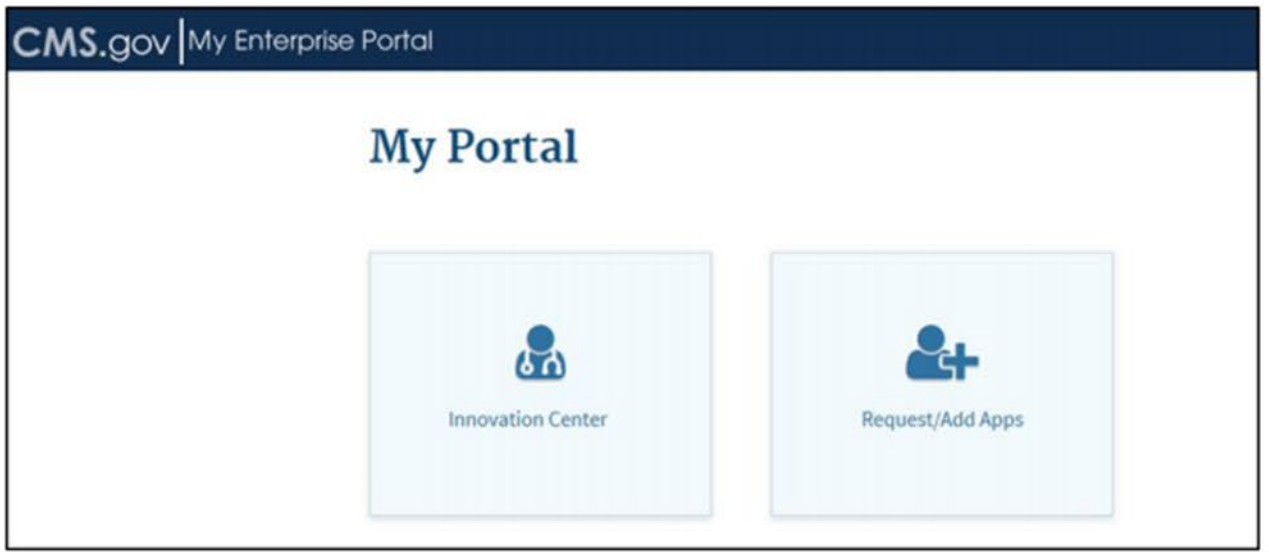 CMS.gov My Enterprise Portal
My Portal
Innovation Center
Request/Add Apps